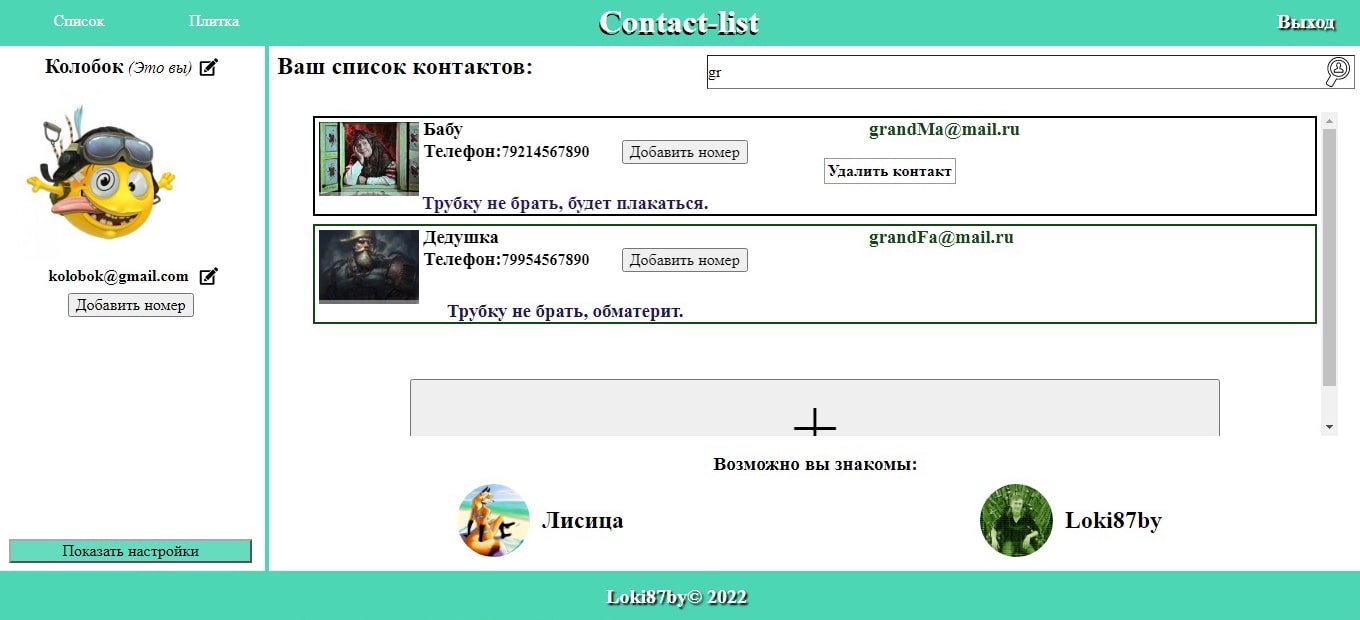 Список Плитка Contact-list Выход
Колобок (Это вы)
kolobok@gmail.com
Добавить номер
Показать настройки
Ваш список контактов:
gr
Бабу grandMa@mail.ru
Телефон:79214567890 Добавить номер
Удалить контакт
Трубку не брать, будет плакаться.
Дедушка grandFa@mail.ru
Телефон:79954567890 Добавить номер
Трубку не брать, обматерит.
Возможно вы знакомы:
Лисица Loki87by
Loki87by© 2022